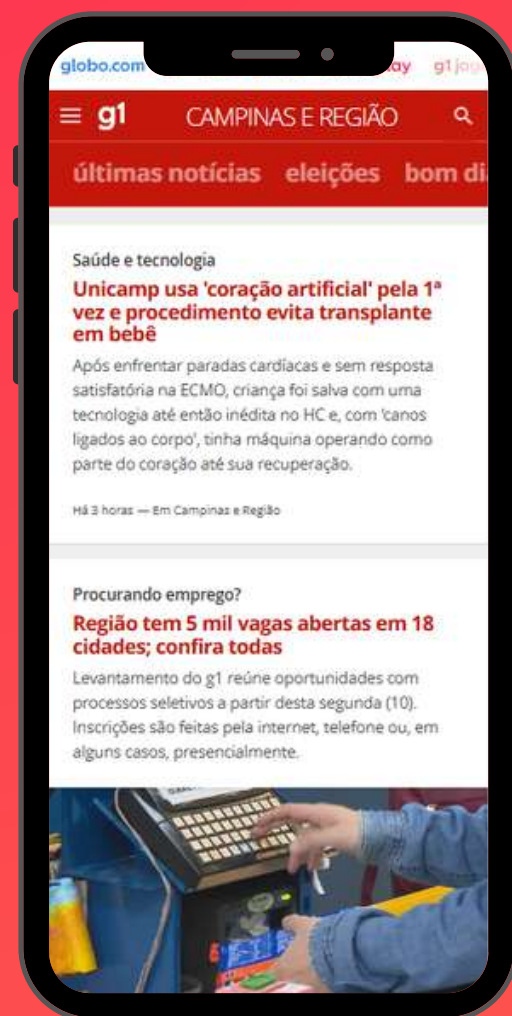 globo.com ay g1 jog
g1 CAMPINAS E REGIÃO
últimas notícias eleições bom di
Saúde e tecnologia
Unicamp usa 'coração artificial' pela 1ª
vez e procedimento evita transplante
em bebê
Após enfrentar paradas cardíacas e sem resposta
satisfatória na ECMO, criança foi salva com uma
tecnologia até então inédita no HC e, com 'canos
ligados ao corpo', tinha máquina operando como
parte do coração até sua recuperação.
Há 3 horas — Em Campinas e Região
Procurando emprego?
Região tem 5 mil vagas abertas em 18
cidades; confira todas
Levantamento do g1 reúne oportunidades com
processos seletivos a partir desta segunda (10).
Inscrições são feitas pela internet, telefone ou, em
alguns casos, presencialmente.